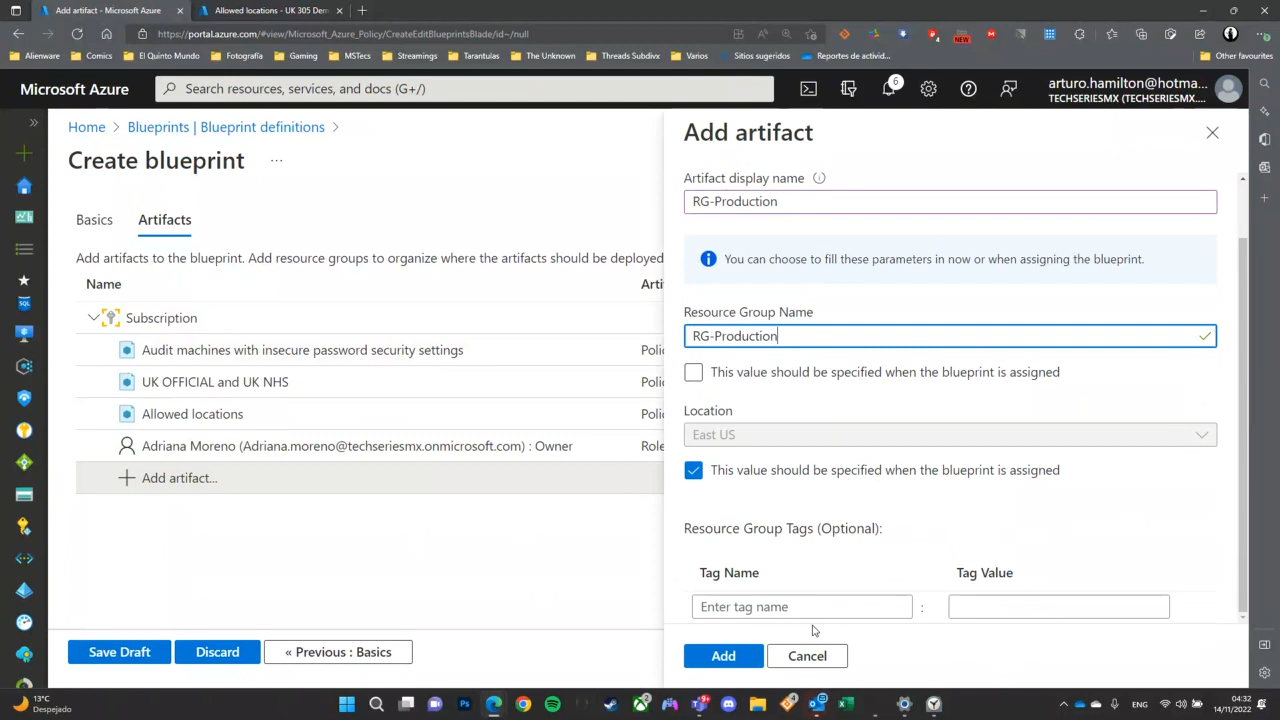 Add artifact - Microsoft Azure
Allowed locations - UK 305 Dem
https://portal.azure.com/#view/Microsoft_Azure_Policy/CreateEditBlueprintsBlade/id~/null
Alienware
Comics
El Quinto Mundo
Fotografía
Gaming
MSTecs
Streamings
Tarantulas
The Unknown
Threads Subdivx
Varios
Sitios sugeridos
Reportes de activid...
Other favourites
Microsoft Azure
Search resources, services, and docs (G+/)
6
arturo.hamilton@hotma...
TECHSERIESMX (TECHSERIESMX....
Home > Blueprints | Blueprint definitions >
Create blueprint ...
Basics
Artifacts
Add artifacts to the blueprint. Add resource groups to organize where the artifacts should be deployed
Name
Arti
Subscription
Audit machines with insecure password security settings
Poli
UK OFFICIAL and UK NHS
Poli
Allowed locations
Poli
Adriana Moreno (Adriana.moreno@techseriesmx.onmicrosoft.com) : Owner
Role
Add artifact...
Save Draft
Discard
« Previous : Basics
Add artifact
Artifact display name
RG-Production
You can choose to fill these parameters in now or when assigning the blueprint.
Resource Group Name
RG-Production
This value should be specified when the blueprint is assigned
Location
East US
This value should be specified when the blueprint is assigned
Resource Group Tags (Optional):
Tag Name
Tag Value
Enter tag name
:
Add
Cancel
13°C
Despejado
ENG
04:32
14/11/2022